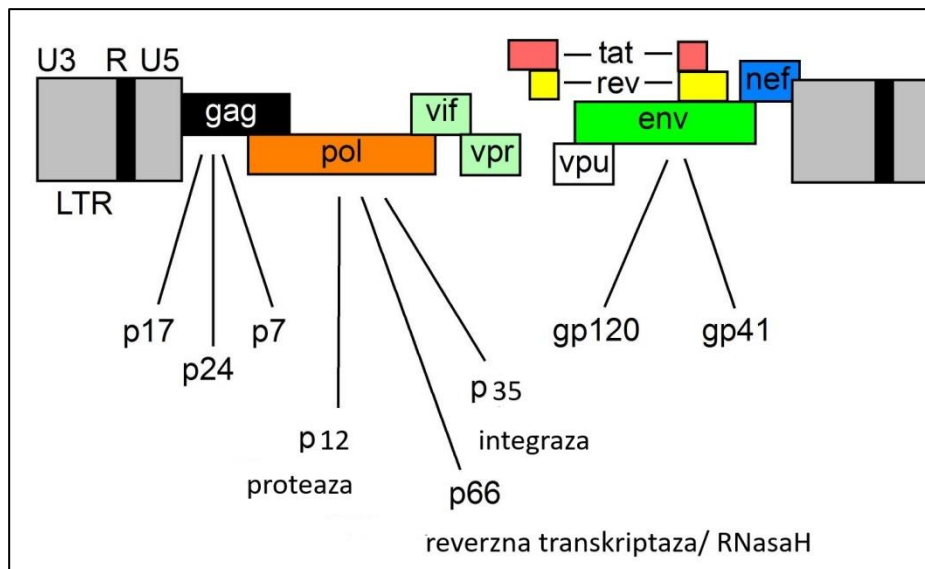 U3 R U5
tat
rev
nef
gag
vif
env
pol
vpr
vpu
LTR
p17
p7
p24
gp120
gp41
p 35
p 12
integraza
proteaza
p66
reverzna transkriptaza/ RNasaH